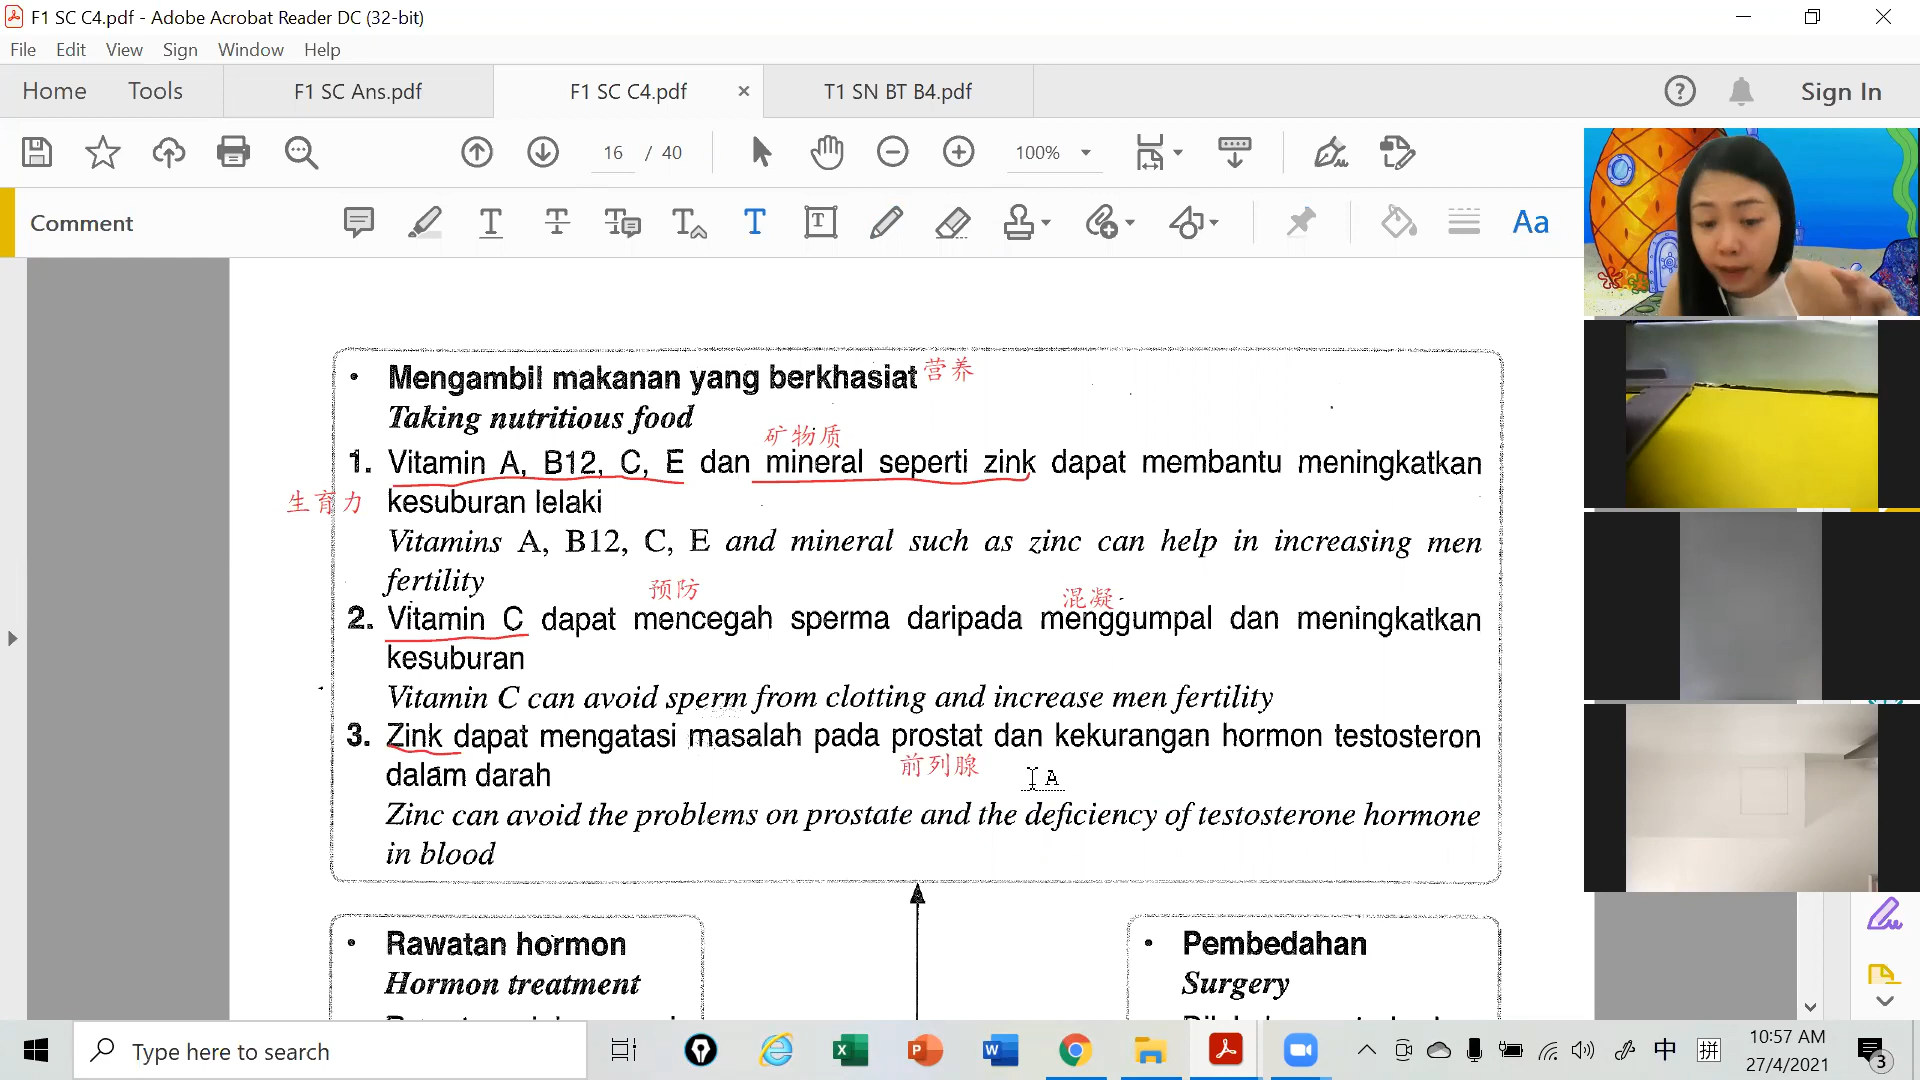 F1 SC C4.pdf - Adobe Acrobat Reader DC (32-bit)
File Edit View Sign Window Help
Home Tools F1 SC Ans.pdf F1 SC C4.pdf T1 SN BT B4.pdf Sign In
16 / 40 100%
Comment Aa
• Mengambil makanan yang berkhasiat 营养
Taking nutritious food
矿物质
1. Vitamin A, B12, C, E dan mineral seperti zink dapat membantu meningkatkan
生育力 kesuburan lelaki
Vitamins A, B12, C, E and mineral such as zinc can help in increasing men
fertility
预防 混凝
2. Vitamin C dapat mencegah sperma daripada menggumpal dan meningkatkan
kesuburan
Vitamin C can avoid sperm from clotting and increase men fertility
3. Zink dapat mengatasi masalah pada prostat dan kekurangan hormon testosteron
dalam darah
前列腺
Zinc can avoid the problems on prostate and the deficiency of testosterone hormone
in blood
• Rawatan hormon
Hormon treatment
• Pembedahan
Surgery
Type here to search
中 拼
10:57 AM
27/4/2021
3